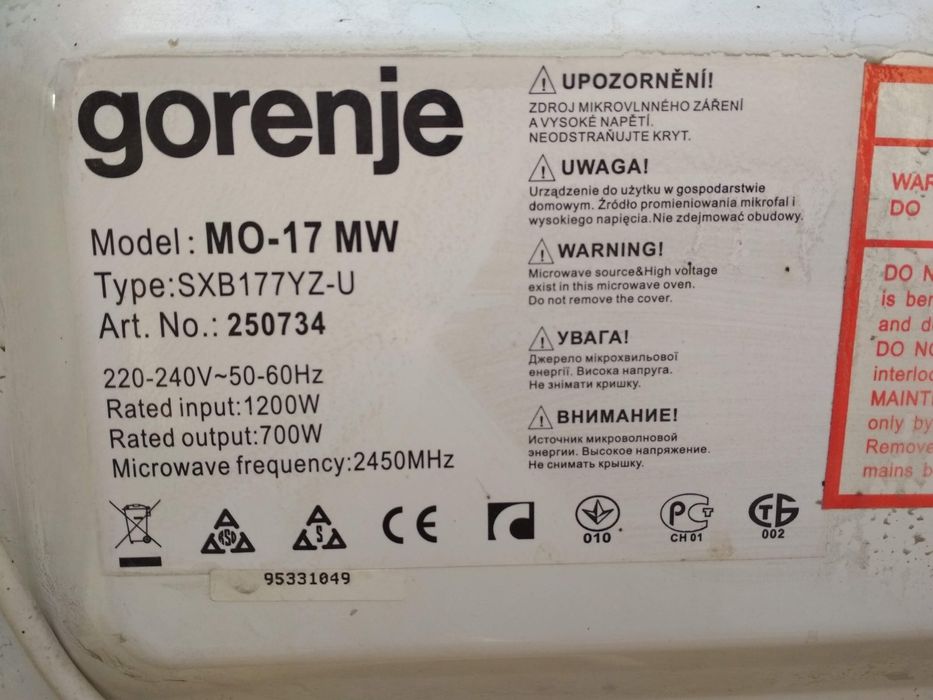 gorenje
Model: MO-17 MW
Type:SXB177YZ-U
Art. No.: 250734
220-240V~50-60Hz
Rated input:1200W
Rated output:700W
Microwave frequency:2450MHz
UPOZORNĚNÍ!
ZDROJ MIKROVLNNÉHO ZÁŘENÍ
A VYSOKÉ NAPĚTÍ.
NEODSTRAŇUJTE KRYT.
UWAGA!
Urządzenie do użytku w gospodarstwie
domowym. Źródło promieniowania mikrofal i
wysokiego napięcia.Nie zdejmować obudowy.
WARNING!
Microwave source&High voltage
exist in this microwave oven.
Do not remove the cover.
УВАГА!
Джерело мікрохвильової
енергії. Висока напруга.
Не знімати кришку.
ВНИМАНИЕ!
Источник микроволновой
энергии. Высокое напряжение.
Не снимать крышку.
CE
010
CH 01
002
95331049
WAR
DO
DO N
is ben
and d
DO NO
interloc
MAINT
only by
Remove
mains b